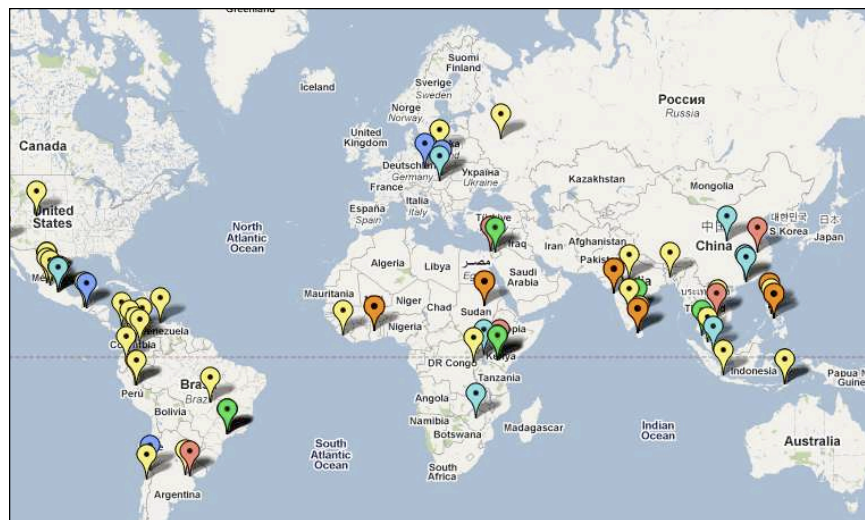 Greenland
Iceland
Suomi
Finland
Sverige
Sweden
Norge
Norway
Россия
Russia
Canada
United
Kingdom
Deutschland
Germany
Україна
Ukraine
France
Kazakhstan
Mongolia
Italia
Italy
España
Spain
United
States
North
Atlantic
Ocean
Türkiye
Iraq
Iran
Afghanistan
Pakistan
China
대한민국
S Korea
日本
Japan
Algeria
Libya
مصر
Saudi
Arabia
Mauritania
Niger
Chad
Sudan
Nigeria
Venezuela
Colombia
DR Congo
Kenya
Tanzania
Indonesia
Papua N
Guine
Perú
Brazil
Bolivia
Angola
Namibia
Botswana
Madagascar
Indian
Ocean
South
Atlantic
Ocean
South
Africa
Australia
Argentina